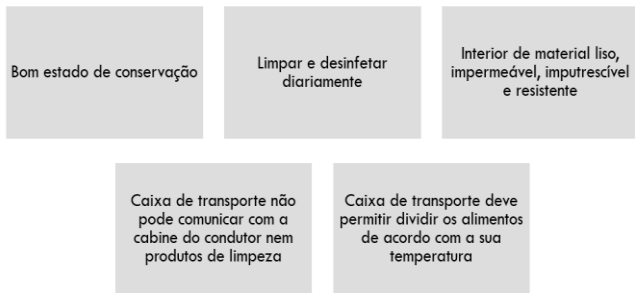 Bom estado de conservação
Limpar e desinfetar
diariamente
Interior de material liso,
impermeável, imputrescível
e resistente
Caixa de transporte não
pode comunicar com a
cabine do condutor nem
produtos de limpeza
Caixa de transporte deve
permitir dividir os alimentos
de acordo com a sua
temperatura